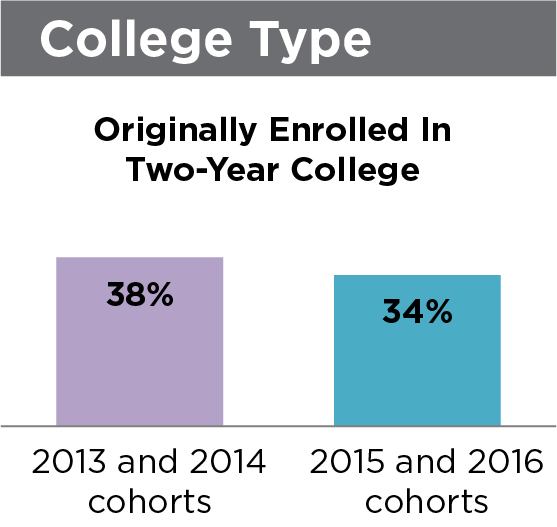 College Type
Originally Enrolled In
Two-Year College
38%
34%
2013 and 2014
cohorts
2015 and 2016
cohorts